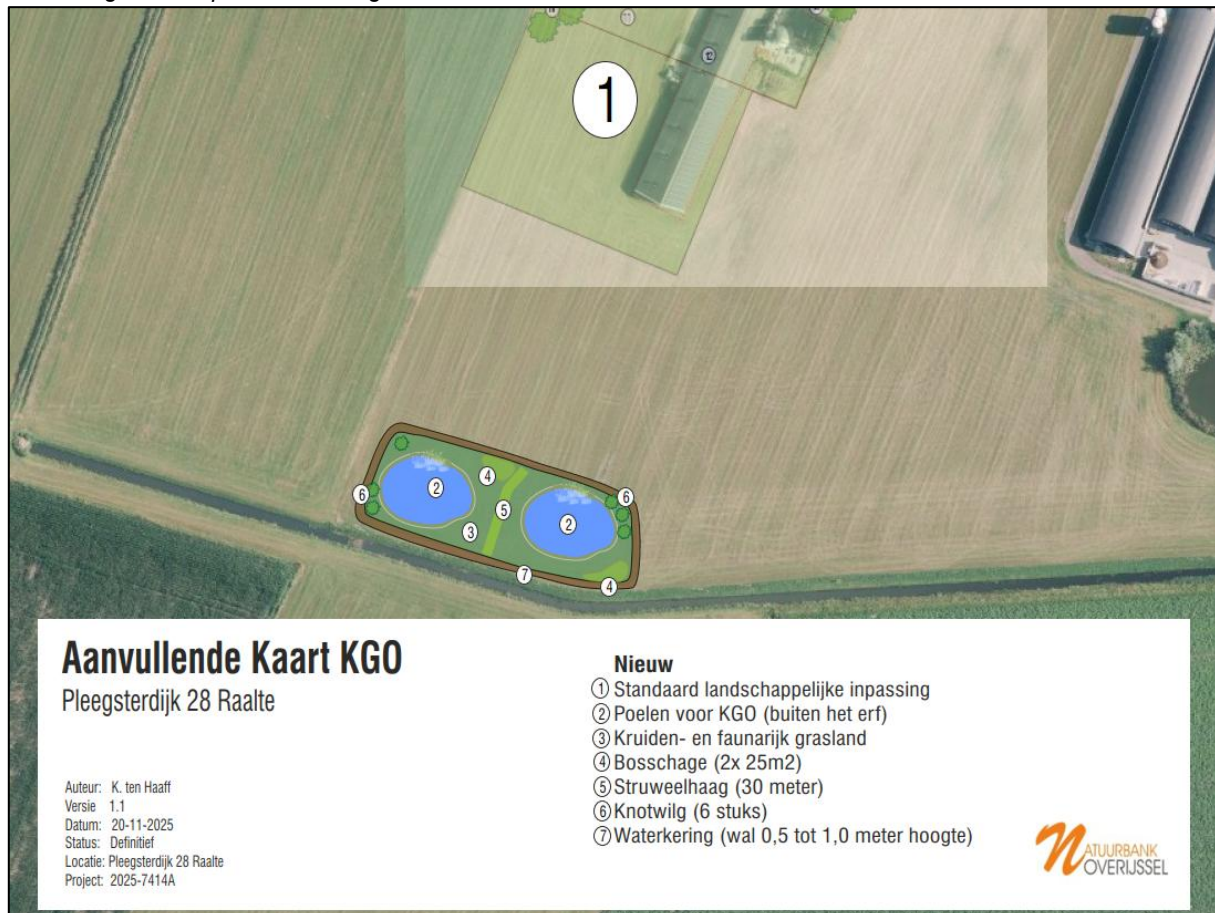 12
1
4
2
6
5
6
2
3
7
4
Aanvullende Kaart KGO
Pleegsterdijk 28 Raalte
Auteur: K. ten Haaff
Versie 1.1
Datum: 20-11-2025
Status: Definitief
Locatie: Pleegsterdijk 28 Raalte
Project: 2025-7414A
Nieuw
1 Standaard landschappelijke inpassing
2 Poelen voor KGO (buiten het erf)
3 Kruiden- en faunarijk grasland
4 Bosschage (2x 25m2)
5 Struweelhaag (30 meter)
6 Knotwilg (6 stuks)
7 Waterkering (wal 0,5 tot 1,0 meter hoogte)
NATUURBANK
OVERIJSSEL